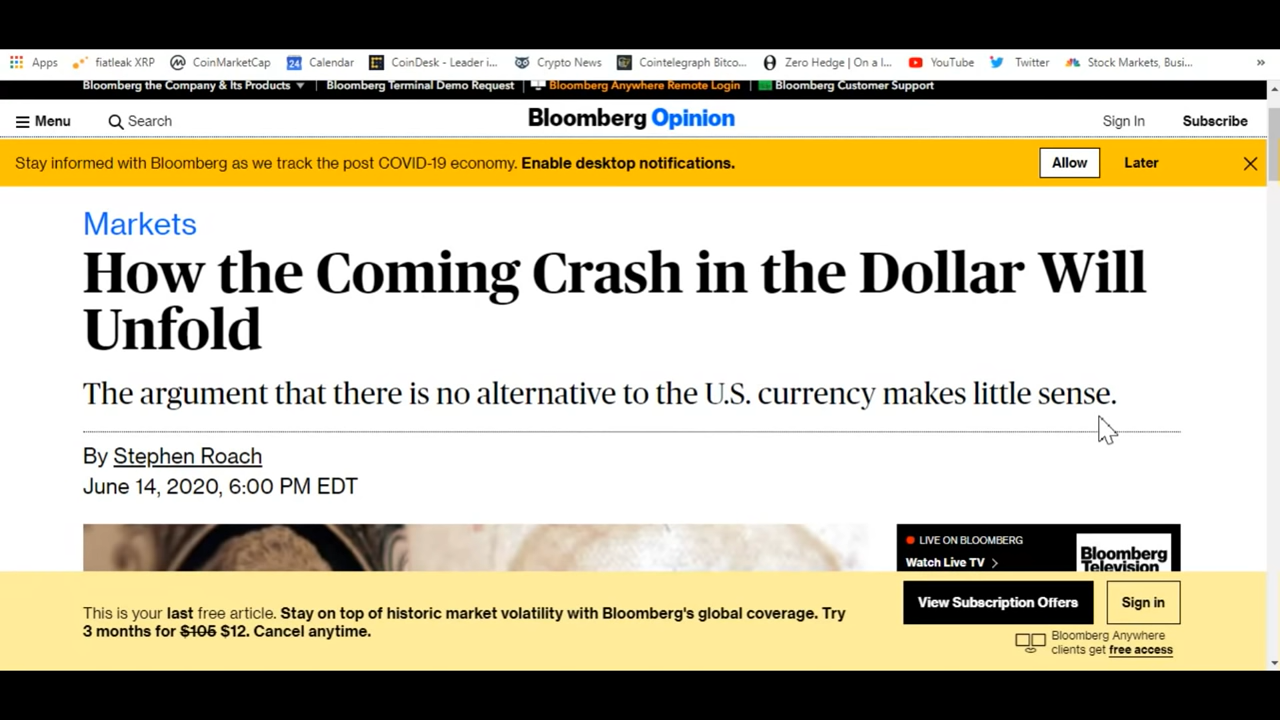 Apps fiatleak XRP CoinMarketCap 24 Calendar CoinDesk - Leader i... Crypto News Cointelegraph Bitco... Zero Hedge | On a l... YouTube Twitter Stock Markets, Busi... »
Bloomberg the Company & Its Products ▼ | Bloomberg Terminal Demo Request | Bloomberg Anywhere Remote Login | Bloomberg Customer Support
Menu Search Bloomberg Opinion Sign In Subscribe
Stay informed with Bloomberg as we track the post COVID-19 economy. Enable desktop notifications. Allow Later
Markets
How the Coming Crash in the Dollar Will
Unfold
The argument that there is no alternative to the U.S. currency makes little sense.
By Stephen Roach
June 14, 2020, 6:00 PM EDT
LIVE ON BLOOMBERG
Watch Live TV >
Bloomberg
Television
This is your last free article. Stay on top of historic market volatility with Bloomberg's global coverage. Try
3 months for $105 $12. Cancel anytime.
View Subscription Offers Sign in
Bloomberg Anywhere
clients get free access